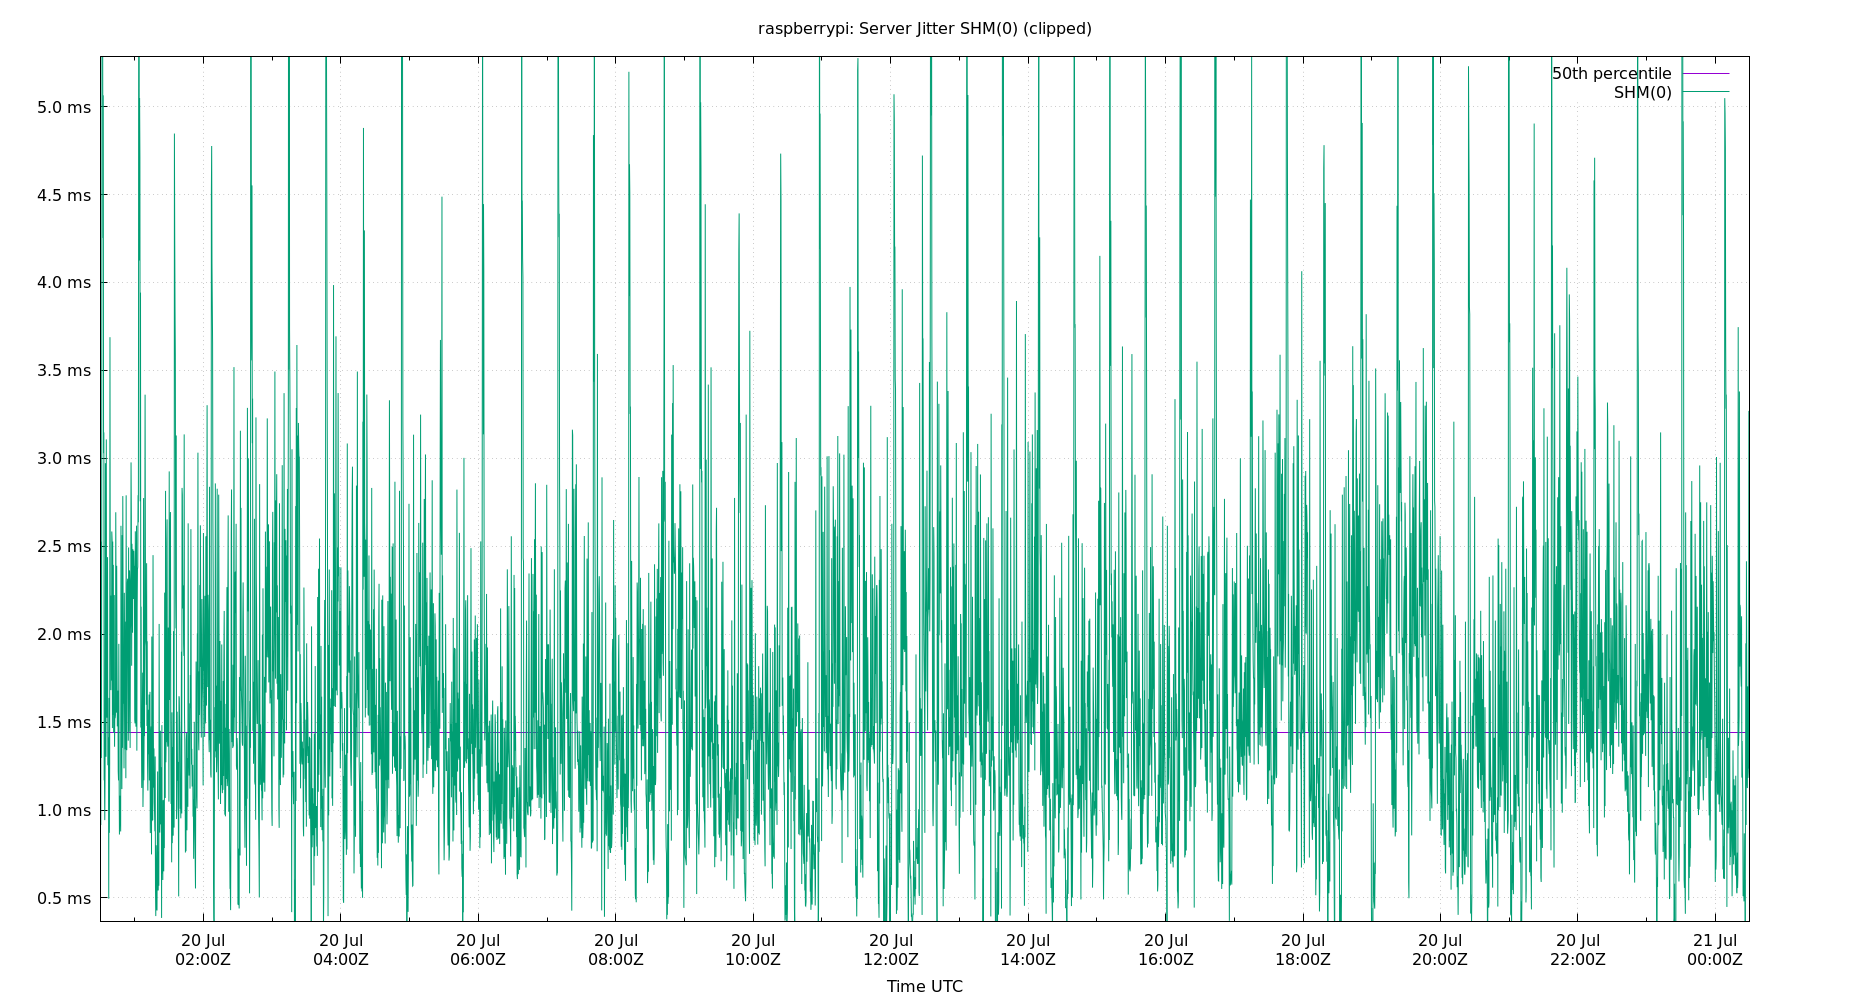 raspberrypi: Server Jitter SHM(0) (clipped)
50th percentile
SHM(0)
5.0 ms
4.5 ms
4.0 ms
3.5 ms
3.0 ms
2.5 ms
2.0 ms
1.5 ms
1.0 ms
0.5 ms
20 Jul 20 Jul 20 Jul 20 Jul 20 Jul 20 Jul 20 Jul 20 Jul 20 Jul 20 Jul 20 Jul 21 Jul
02:00Z 04:00Z 06:00Z 08:00Z 10:00Z 12:00Z 14:00Z 16:00Z 18:00Z 20:00Z 22:00Z 00:00Z
Time UTC